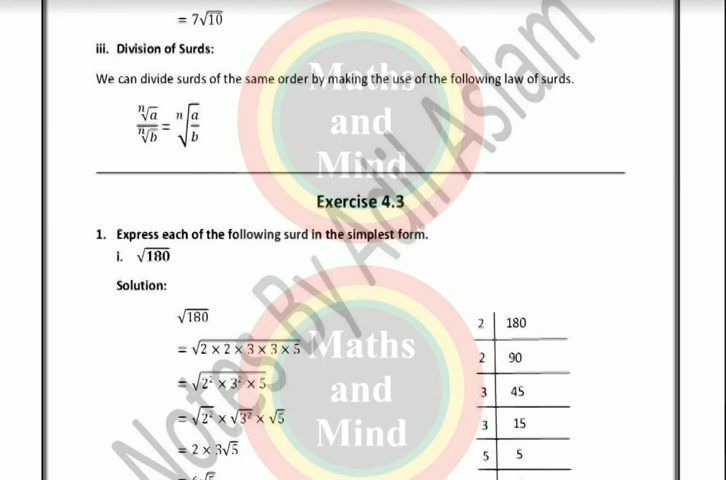 = 7√10
iii. Division of Surds:
We can divide surds of the same order by making the use of the following law of surds.
ⁿ√a / ⁿ√b = ⁿ√(a/b)
Exercise 4.3
1. Express each of the following surd in the simplest form.
i. √180
Solution:
√180
= √2 × 2 × 3 × 3 × 5
= √2² × 3² × 5
= √2² × √3² × √5
= 2 × 3√5
2 | 180
2 | 90
3 | 45
3 | 15
5 | 5
Maths
and
Mind
Maths
and
Mind
Notes By Adil Aslam